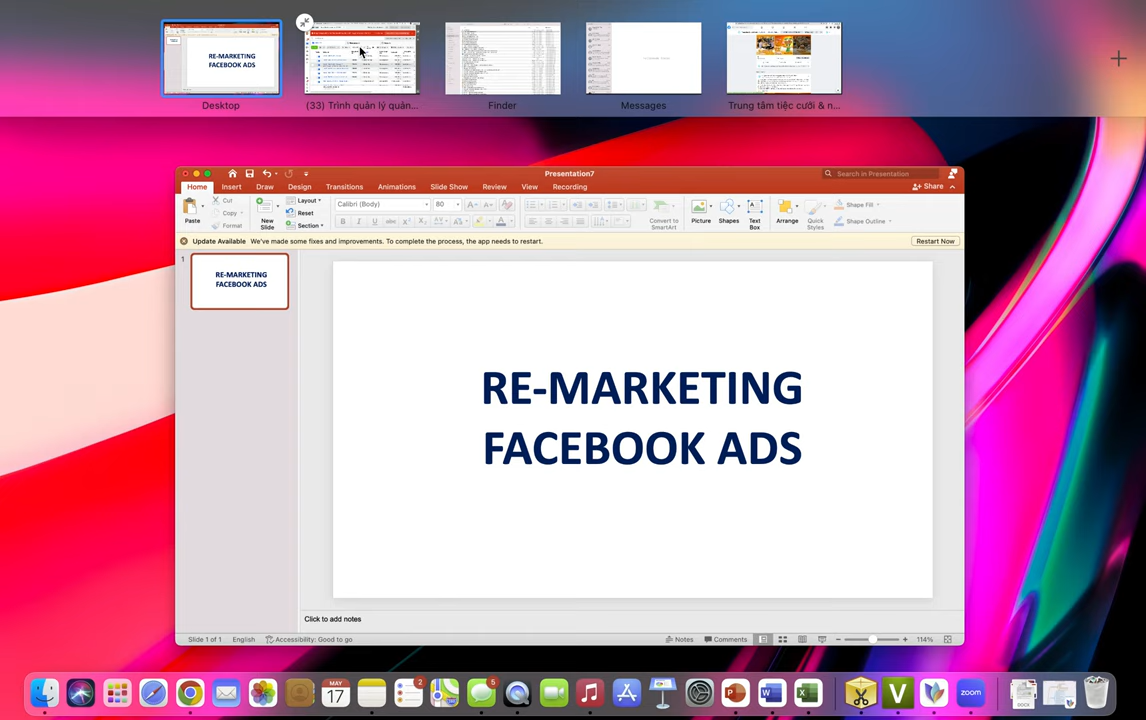 RE-MARKETING
FACEBOOK ADS
Desktop
(33) Trình quản lý quản...
Finder
Messages
Trung tâm tiệc cưới & n...
Presentation7
Search in Presentation
Home
Insert
Draw
Design
Transitions
Animations
Slide Show
Review
View
Recording
Share
Paste
Cut
Copy
Format
New
Slide
Layout
Reset
Section
Calibri (Body)
80
Convert to
SmartArt
Picture
Shapes
Text
Box
Arrange
Quick
Styles
Shape Fill
Shape Outline
Update Available We've made some fixes and improvements. To complete the process, the app needs to restart.
Restart Now
1
RE-MARKETING
FACEBOOK ADS
RE-MARKETING
FACEBOOK ADS
Click to add notes
Slide 1 of 1
English
Accessibility: Good to go
Notes
Comments
114%
MAY
17
2
5
zoom
DOCX